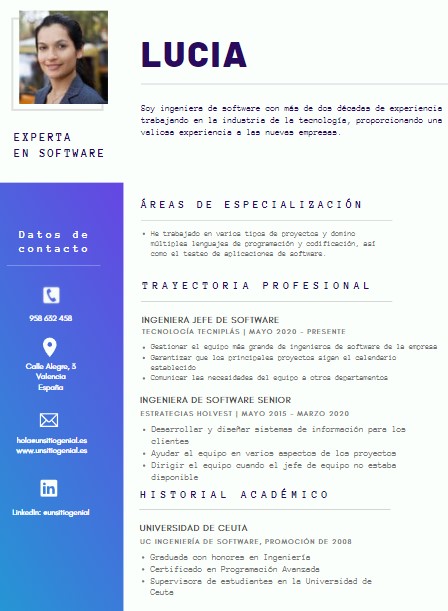 LUCIA
Soy ingeniera de software con más de dos décadas de experiencia
trabajando en la industria de la tecnología, proporcionando una
valiosa experiencia a las nuevas empresas.
EXPERTA
EN SOFTWARE
Datos de
contacto
958 632 458
Calle Alegre, 3
Valencia
España
hola@unsitiogenial.es
www.unsitiogenial.es
LinkedIn: @unsitiogenial
ÁREAS DE ESPECIALIZACIÓN
• He trabajado en varios tipos de proyectos y domino
múltiples lenguajes de programación y codificación, así
como el testeo de aplicaciones de software.
TRAYECTORIA PROFESIONAL
INGENIERA JEFE DE SOFTWARE
TECNOLOGÍA TECNIPLÁS | MAYO 2020 - PRESENTE
• Gestionar el equipo más grande de ingenieros de software de la empresa
• Garantizar que los principales proyectos sigan el calendario
establecido
• Comunicar las necesidades del equipo a otros departamentos
INGENIERA DE SOFTWARE SENIOR
ESTRATEGIAS HOLVEST | MAYO 2015 - MARZO 2020
• Desarrollar y diseñar sistemas de información para los
clientes
• Ayudar al equipo en varios aspectos de los proyectos
• Dirigir el equipo cuando el jefe de equipo no estaba
disponible
HISTORIAL ACADÉMICO
UNIVERSIDAD DE CEUTA
UC INGENIERÍA DE SOFTWARE, PROMOCIÓN DE 2008
• Graduada con honores en Ingeniería
• Certificado en Programación Avanzada
• Supervisora de estudiantes en la Universidad de
Ceuta